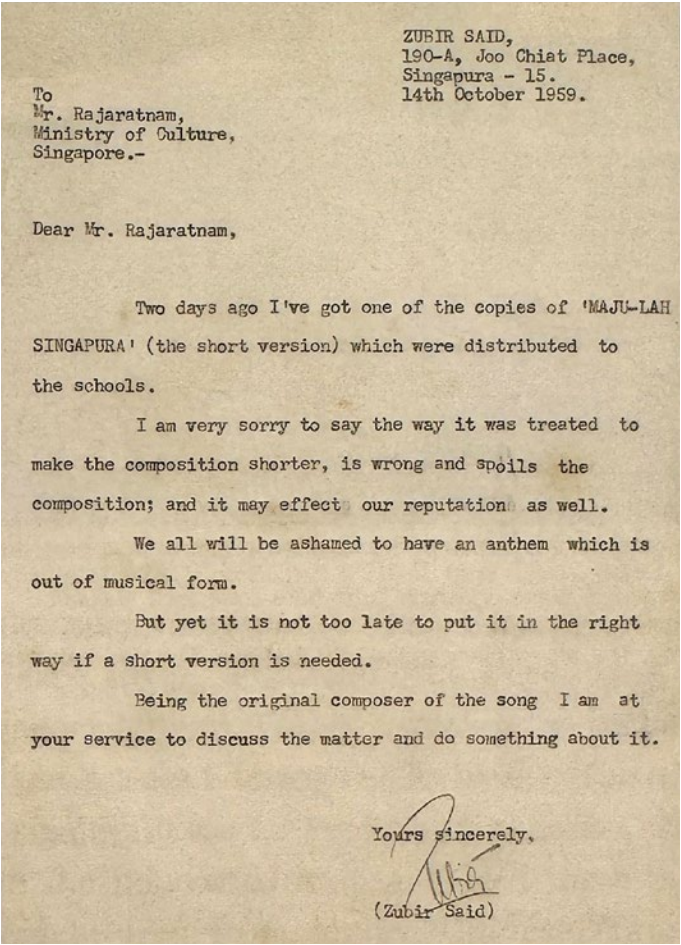 ZUBIR SAID,
190-A, Joo Chiat Place,
Singapura - 15.
14th October 1959.
To
Mr. Rajaratnam,
Ministry of Culture,
Singapore.-
Dear Mr. Rajaratnam,
Two days ago I've got one of the copies of 'MAJU-LAH
SINGAPURA' (the short version) which were distributed to
the schools.
I am very sorry to say the way it was treated to
make the composition shorter, is wrong and spoils the
composition; and it may effect our reputation as well.
We all will be ashamed to have an anthem which is
out of musical form.
But yet it is not too late to put it in the right
way if a short version is needed.
Being the original composer of the song I am at
your service to discuss the matter and do something about it.
Yours sincerely,
Zubir
(Zubir Said)